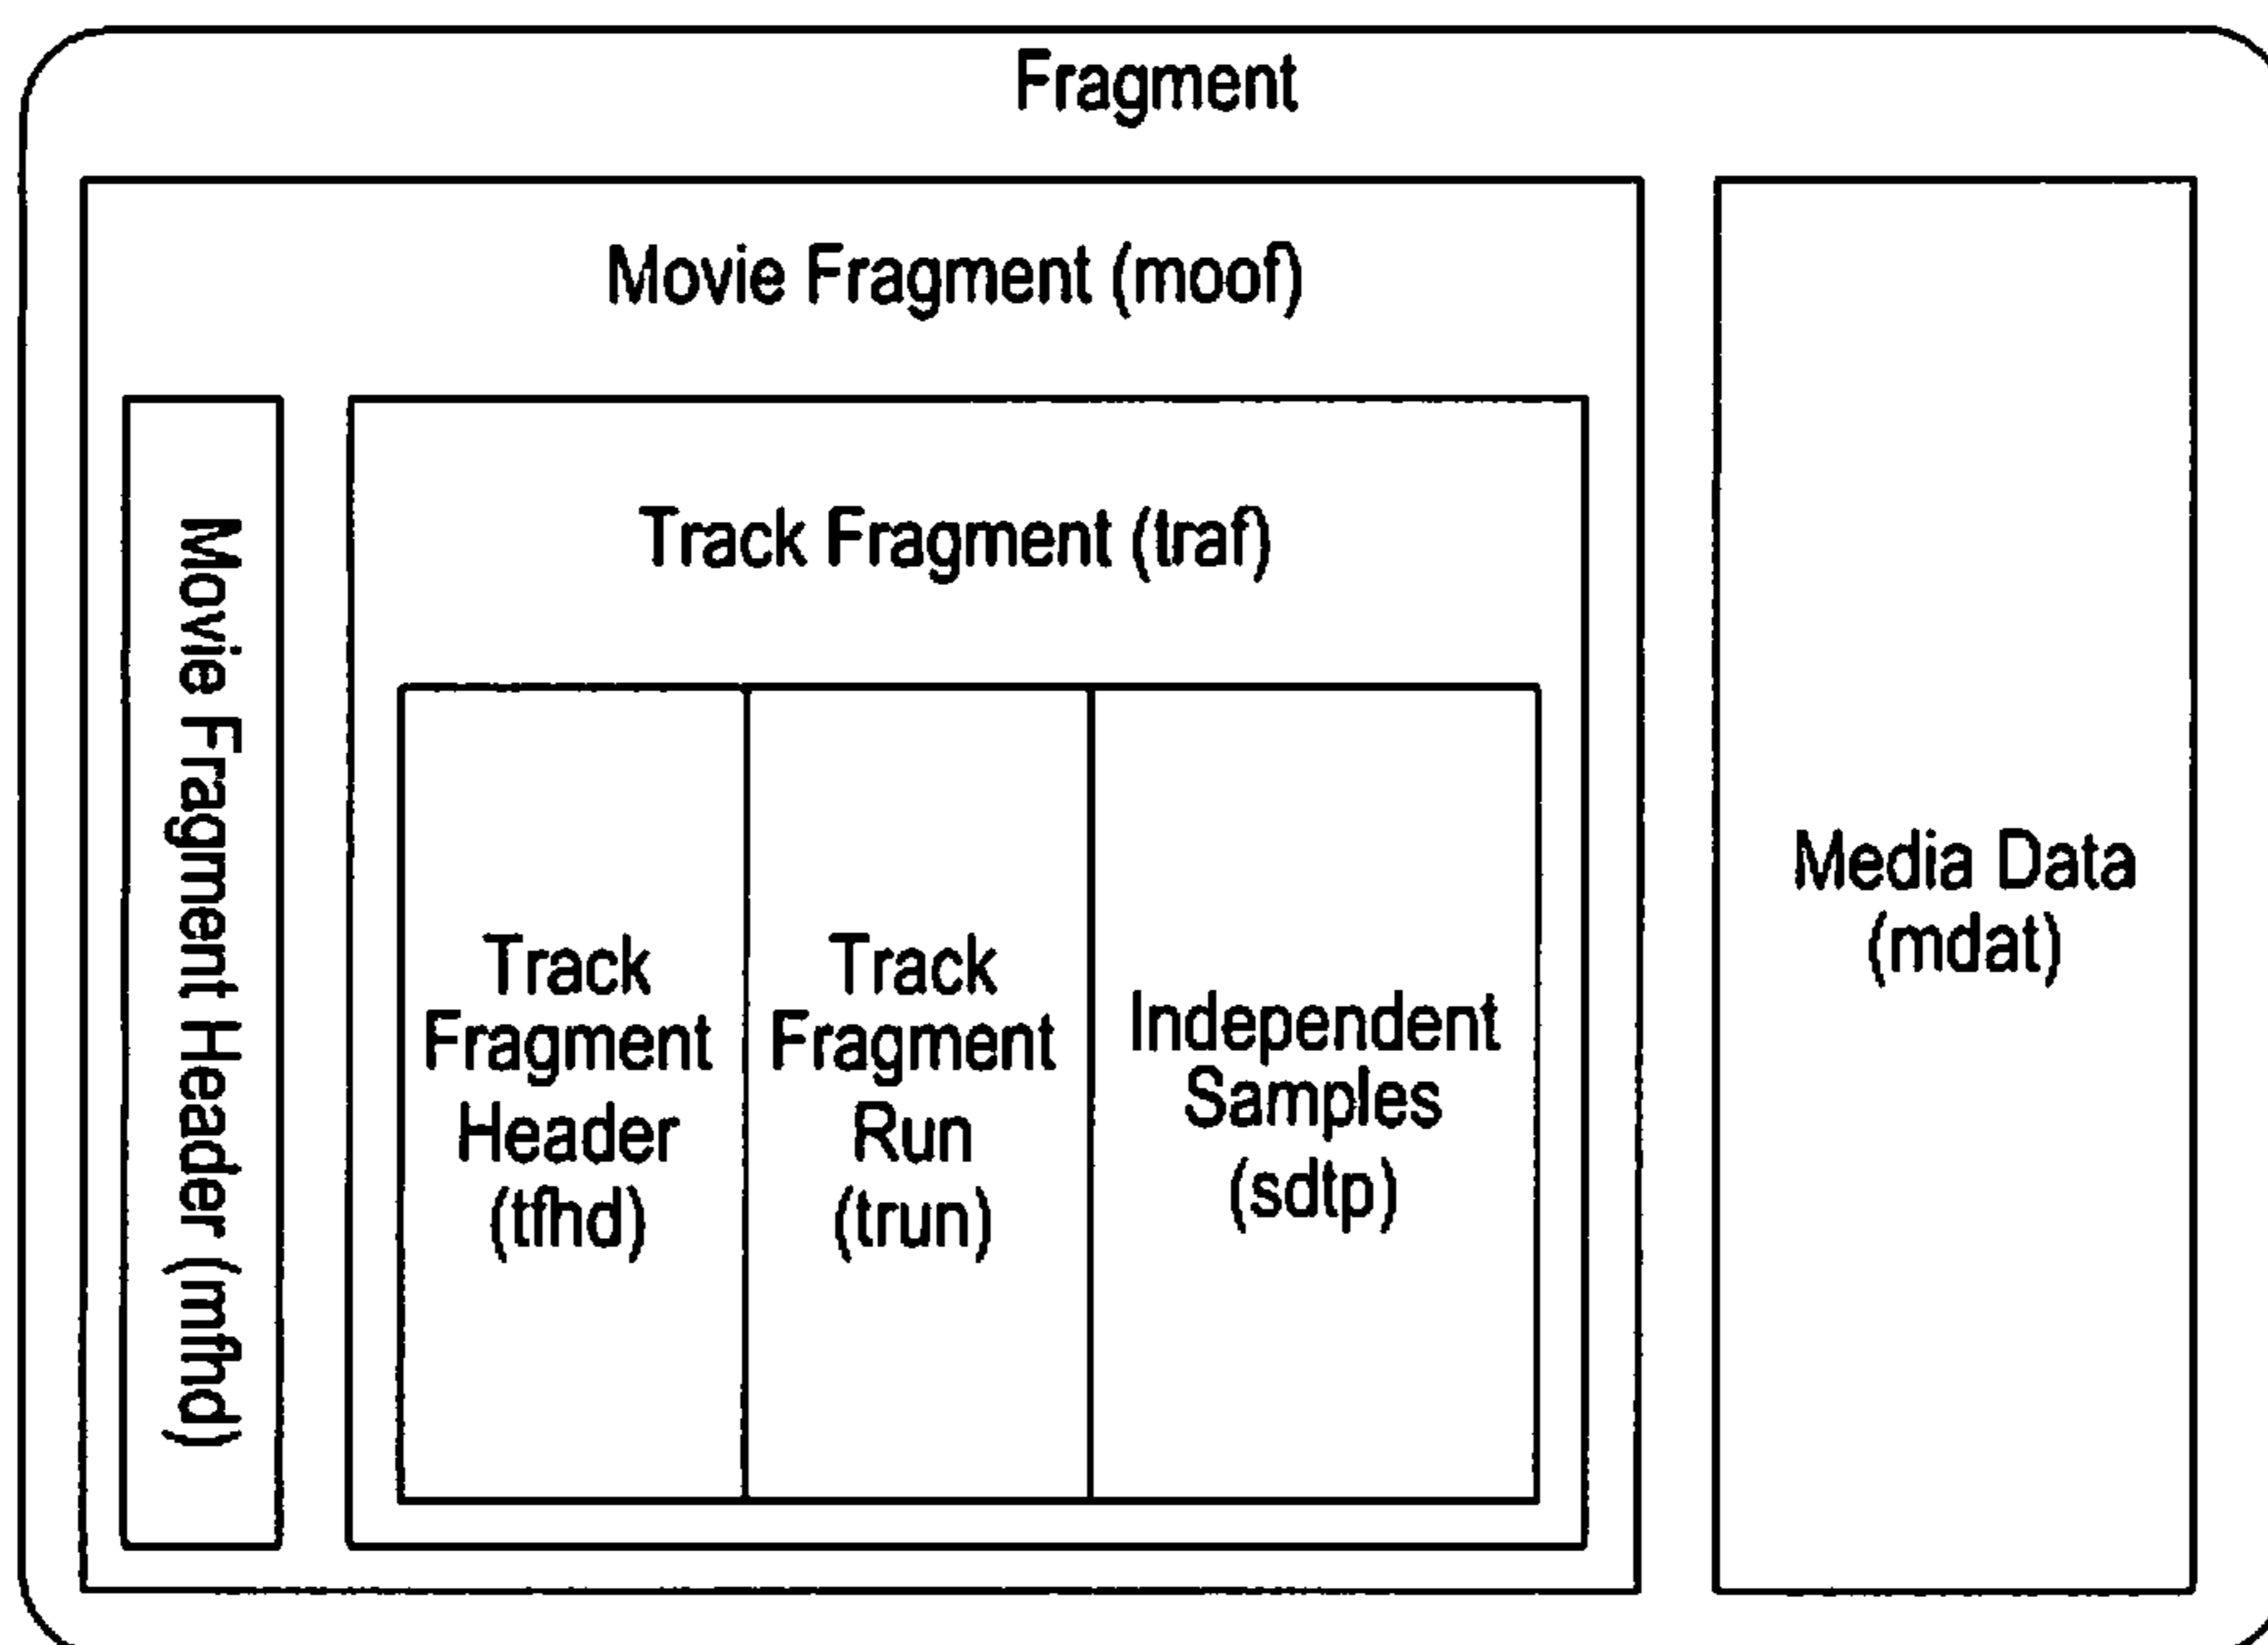 Fragment
Movie Fragment (moof)
Movie Fragment Header (mfhd)
Track Fragment (traf)
Track
Fragment
Header
(tfhd)
Track
Fragment
Run
(trun)
Independent
Samples
(sdtp)
Media Data
(mdat)